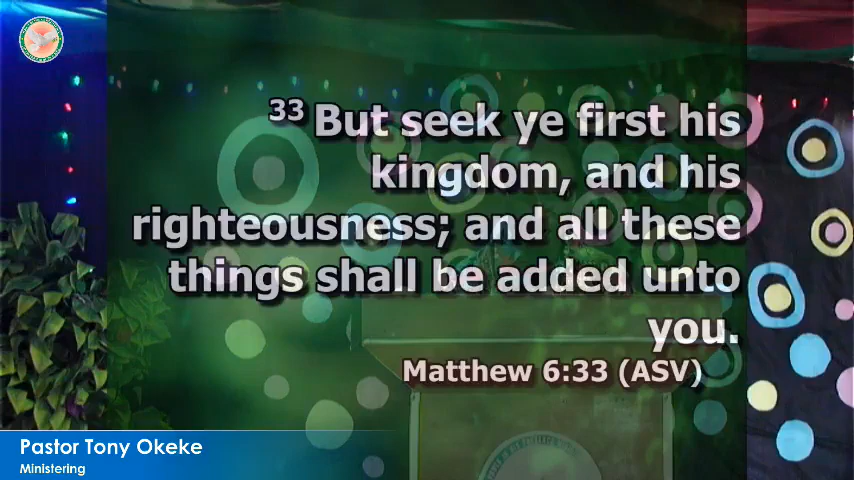 33 But seek ye first his
kingdom, and his
righteousness; and all these
things shall be added unto
you.
Matthew 6:33 (ASV)
Pastor Tony Okeke
Ministering